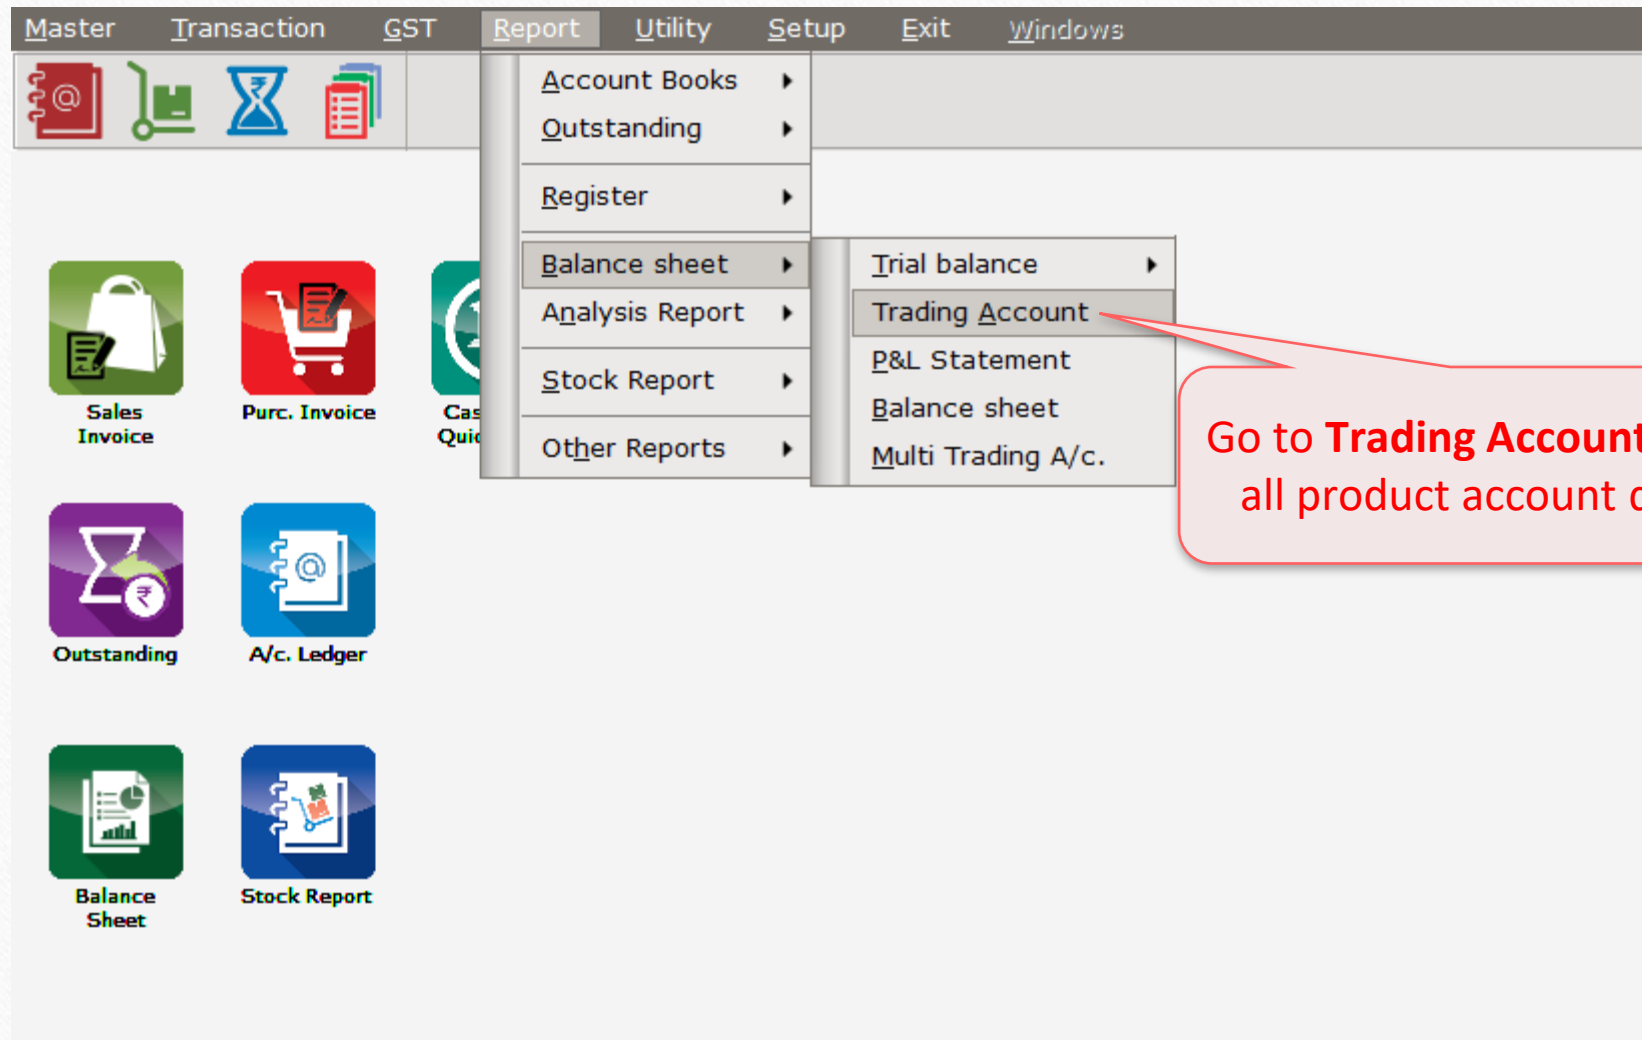 Master Transaction GST Report Utility Setup Exit Windows
Account Books
Outstanding
Register
Balance sheet
Analysis Report
Stock Report
Other Reports
Trial balance
Trading Account
P&L Statement
Balance sheet
Multi Trading A/c.
Go to Trading Account
all product account
Sales
Invoice
Purc. Invoice
Outstanding
A/c. Ledger
Balance
Sheet
Stock Report